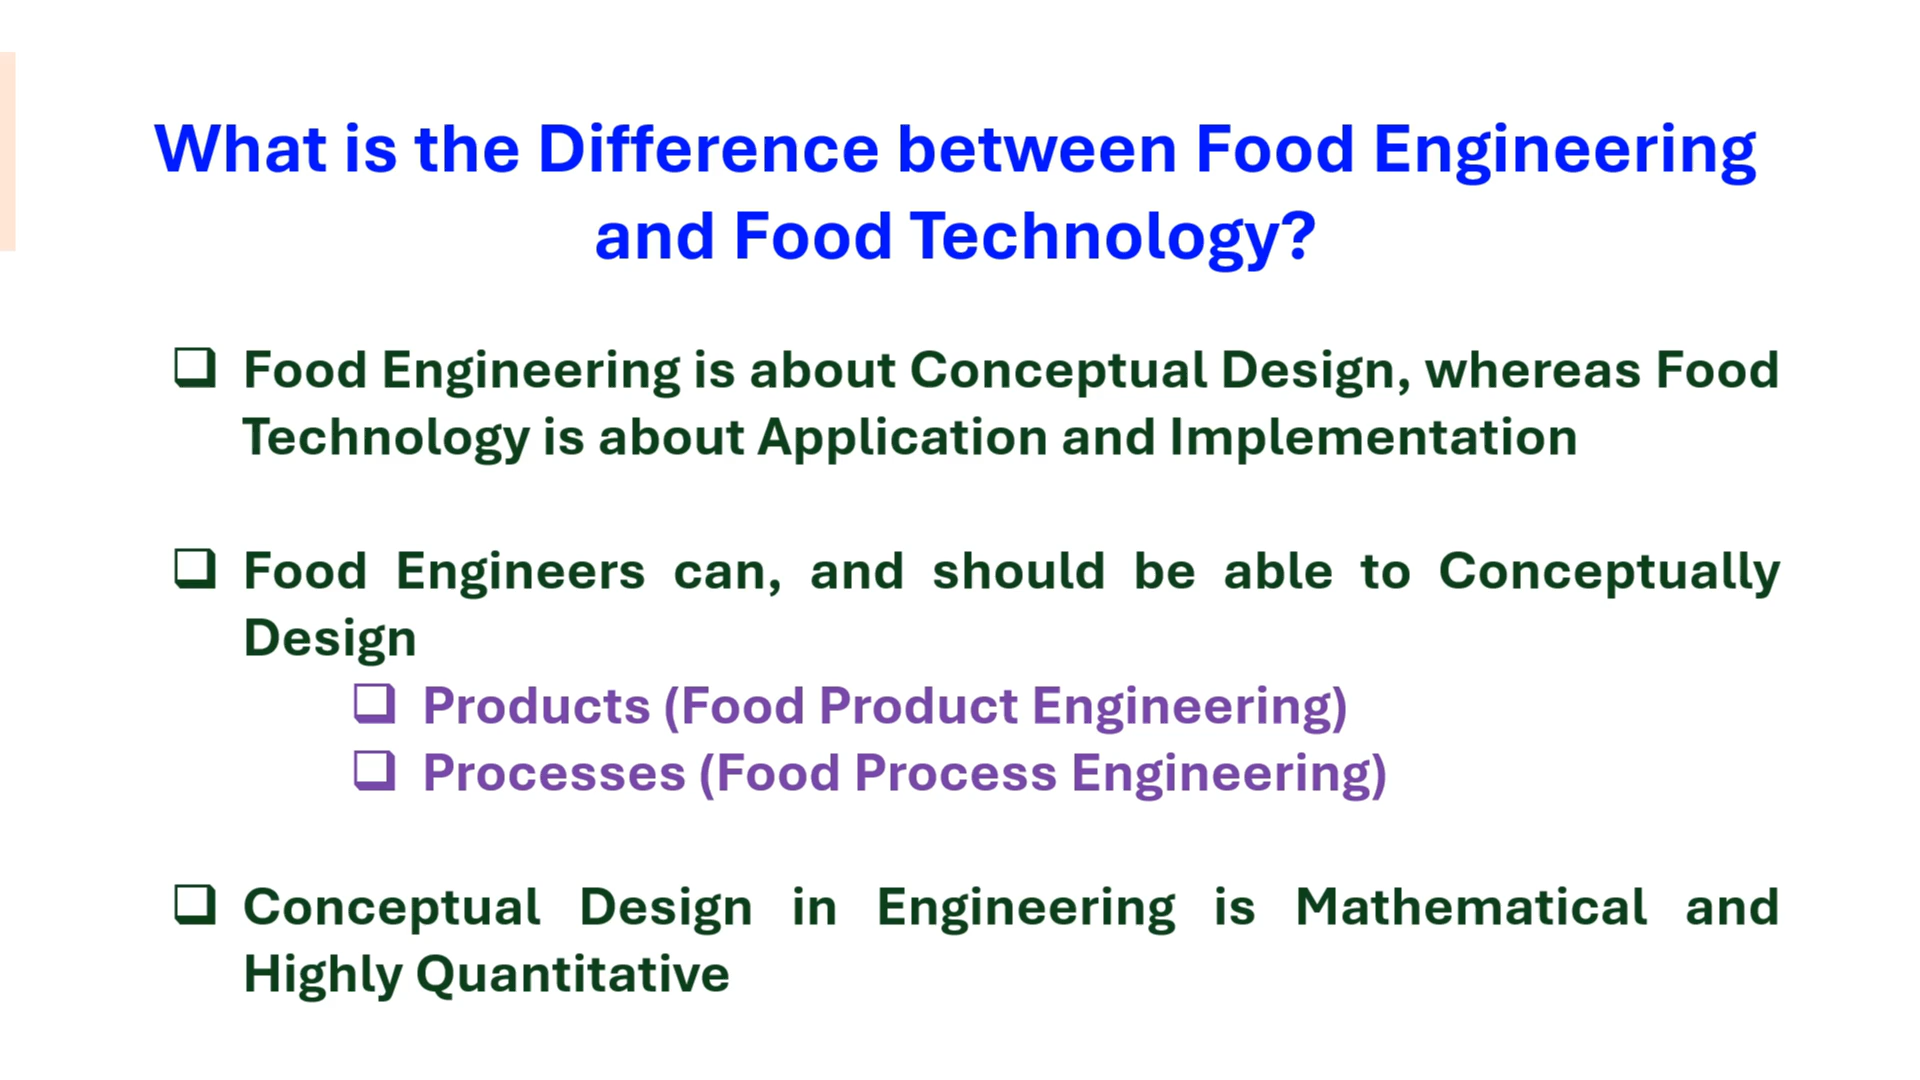 What is the Difference between Food Engineering
and Food Technology?
❑ Food Engineering is about Conceptual Design, whereas Food
Technology is about Application and Implementation
❑ Food Engineers can, and should be able to Conceptually
Design
❑ Products (Food Product Engineering)
❑ Processes (Food Process Engineering)
❑ Conceptual Design in Engineering is Mathematical and
Highly Quantitative